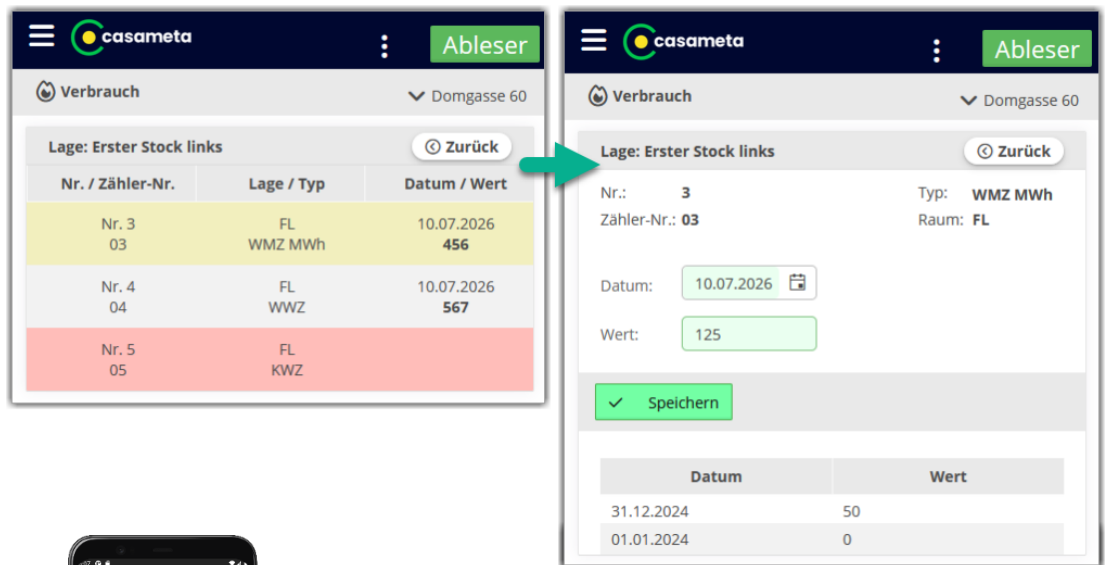 casameta
Ableser
Verbrauch
Domgasse 60
Lage: Erster Stock links
Zurück
Nr. / Zähler-Nr. Lage / Typ Datum / Wert
Nr. 3 FL 10.07.2026
03 WMZ MWh 456
Nr. 4 FL 10.07.2026
04 WWZ 567
Nr. 5 FL
05 KWZ
casameta
Ableser
Verbrauch
Domgasse 60
Lage: Erster Stock links
Zurück
Nr.: 3 Typ: WMZ MWh
Zähler-Nr.: 03 Raum: FL
Datum: 10.07.2026
Wert: 125
Speichern
Datum Wert
31.12.2024 50
01.01.2024 0